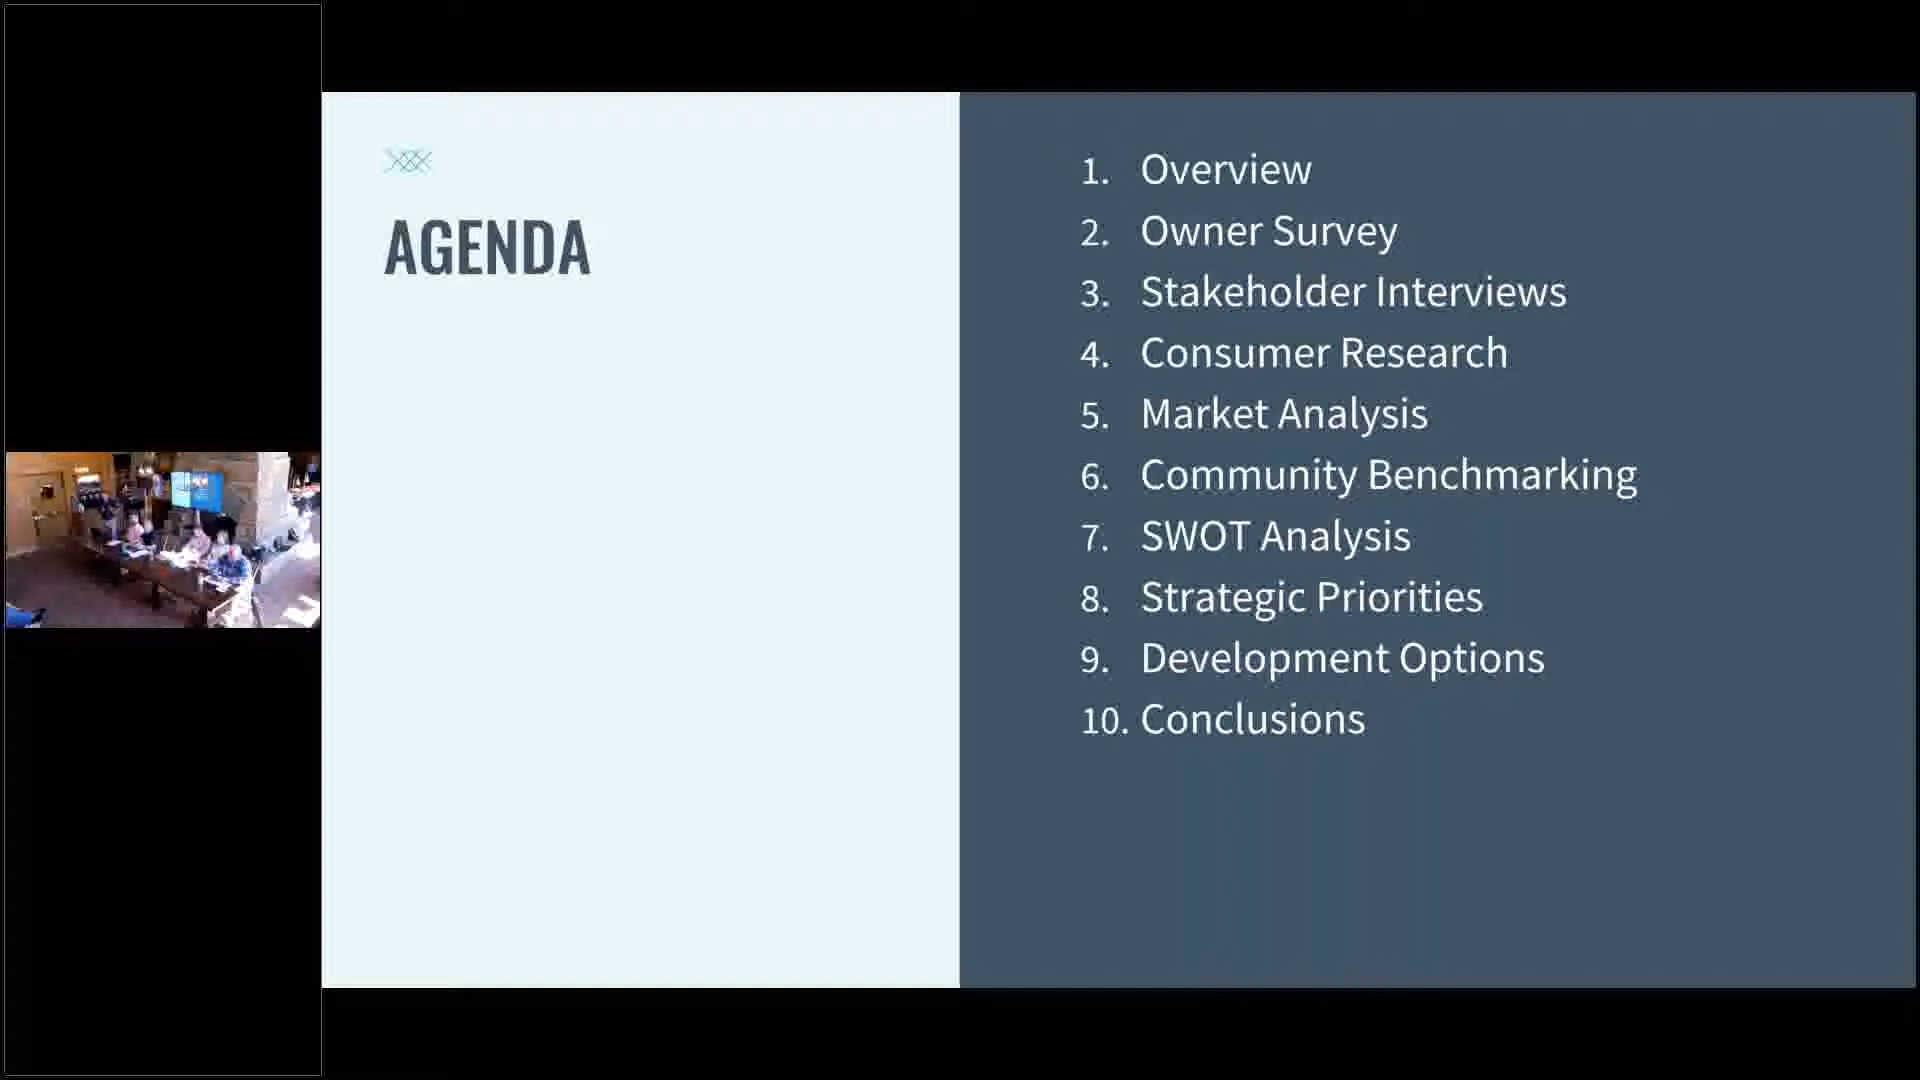 AGENDA
1. Overview
2. Owner Survey
3. Stakeholder Interviews
4. Consumer Research
5. Market Analysis
6. Community Benchmarking
7. SWOT Analysis
8. Strategic Priorities
9. Development Options
10. Conclusions